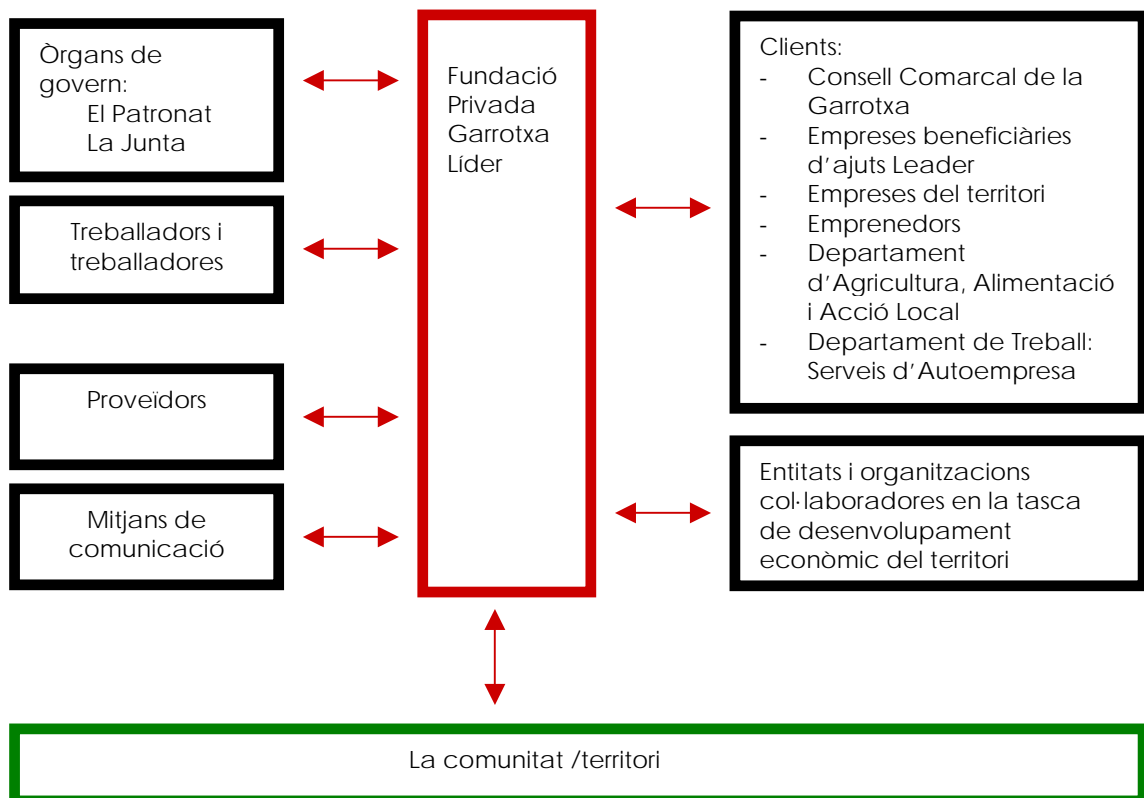 Òrgans de
govern:
El Patronat
La Junta
Treballadors i
treballadores
Proveïdors
Mitjans de
comunicació
Fundació
Privada
Garrotxa
Líder
Clients:
- Consell Comarcal de la
Garrotxa
- Empreses beneficiàries
d'ajuts Leader
- Empreses del territori
- Emprenedors
- Departament
d'Agricultura, Alimentació
i Acció Local
- Departament de Treball:
Serveis d'Autoempresa
Entitats i organitzacions
col·laboradores en la tasca
de desenvolupament
econòmic del territori
La comunitat /territori